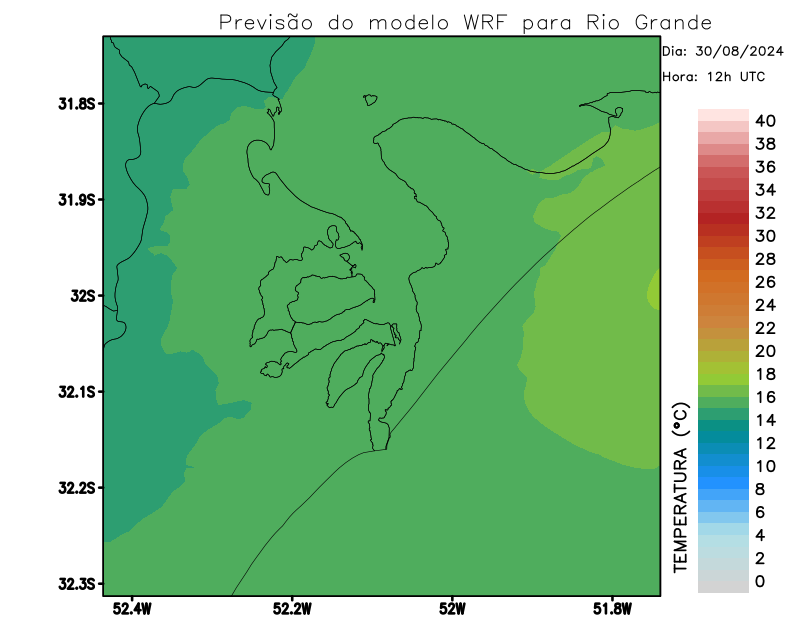 Previsão do modelo WRF para Rio Grande
Dia: 30/08/2024
Hora: 12h UTC
31.8S
31.9S
32S
32.1S
32.2S
32.3S
52.4W
52.2W
52W
51.8W
TEMPERATURA (ºC)
40
38
36
34
32
30
28
26
24
22
20
18
16
14
12
10
8
6
4
2
0